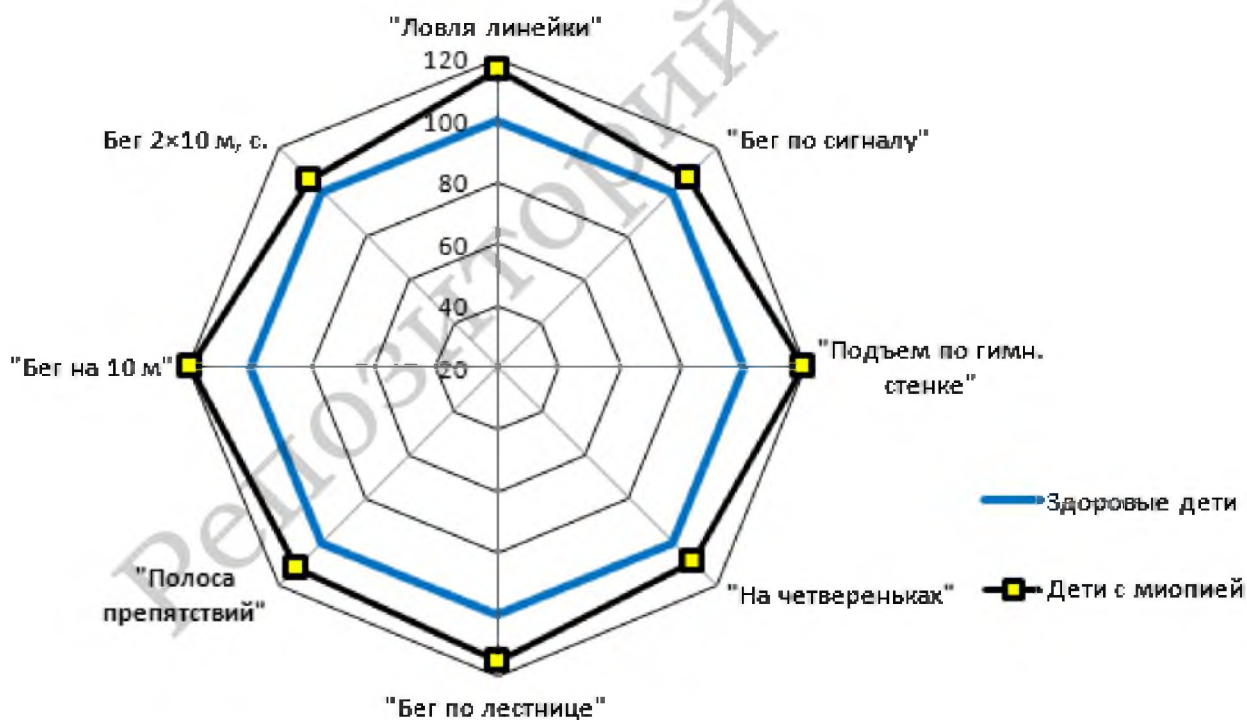 "Ловля линейки"
120
Бег 2×10 м, с.
100
"Бег по сигналу"
80
60
40
"Бег на 10 м"
20
"Подъем по гимн.
стенке"
Здоровые дети
"Полоса
препятствий"
"На четвереньках"
Дети с миопией
"Бег по лестнице"
Репозиторий